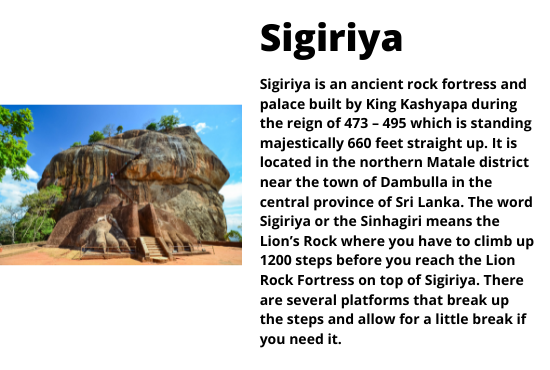 Sigiriya
Sigiriya is an ancient rock fortress and
palace built by King Kashyapa during
the reign of 473 – 495 which is standing
majestically 660 feet straight up. It is
located in the northern Matale district
near the town of Dambulla in the
central province of Sri Lanka. The word
Sigiriya or the Sinhagiri means the
Lion's Rock where you have to climb up
1200 steps before you reach the Lion
Rock Fortress on top of Sigiriya. There
are several platforms that break up
the steps and allow for a little break if
you need it.